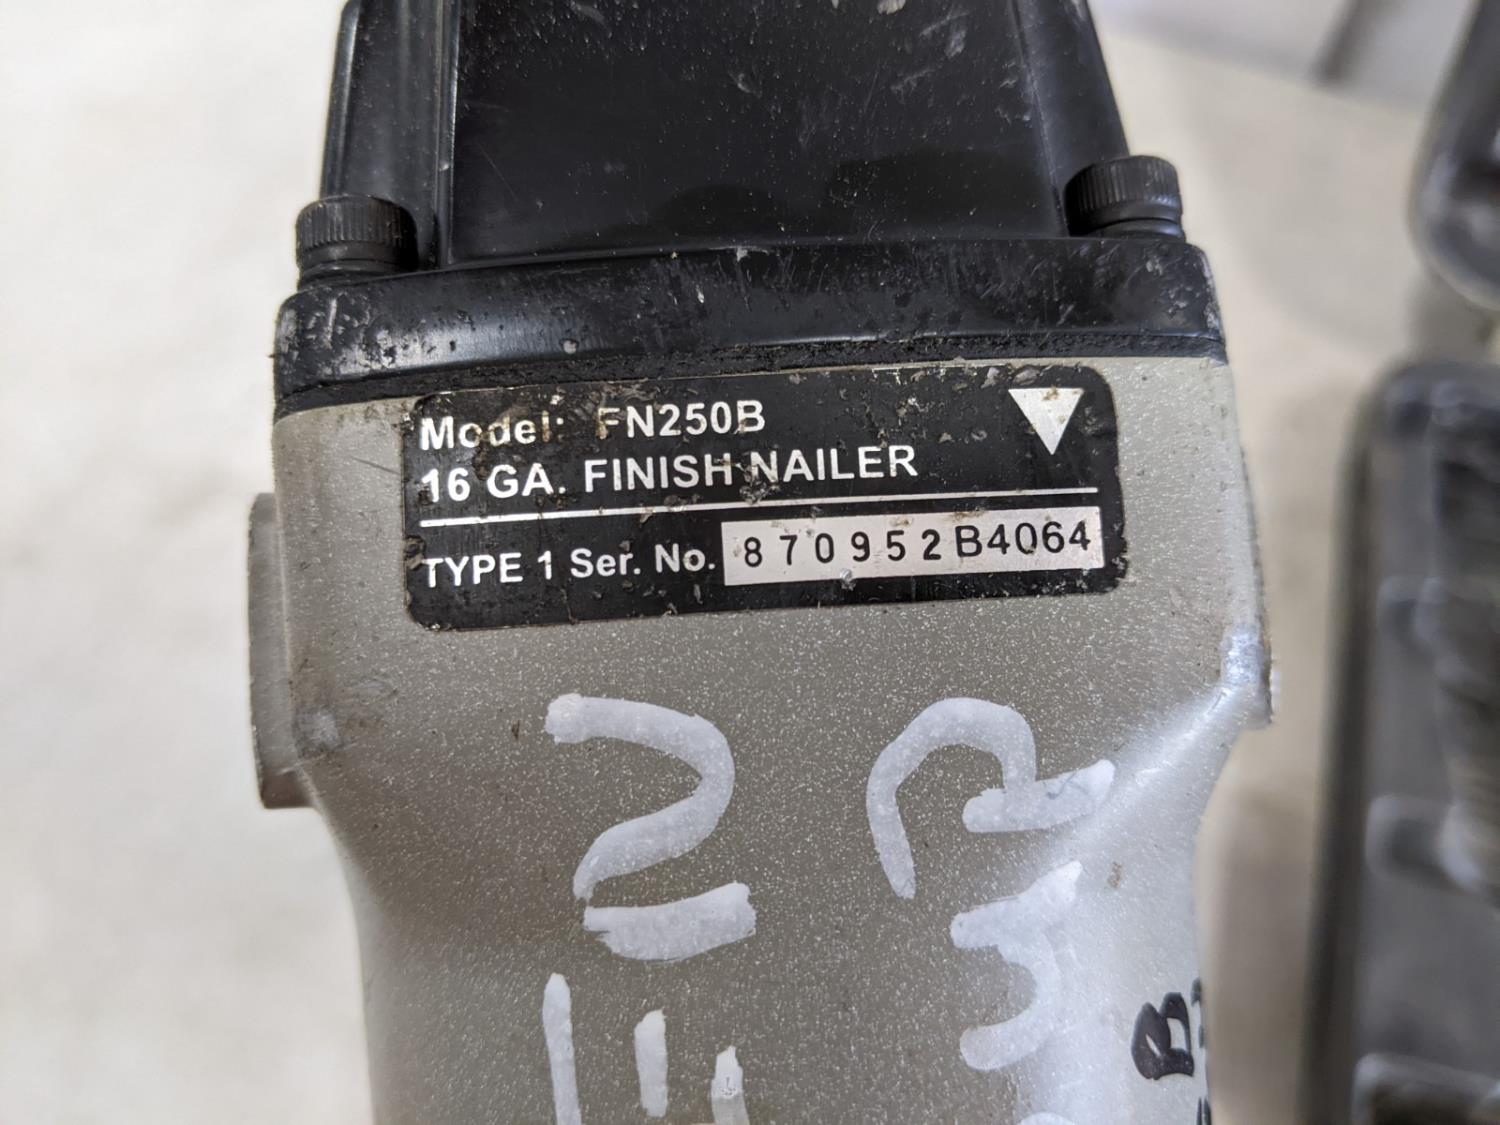 Model: FN250B
16 GA. FINISH NAILER
TYPE 1 Ser. No. 870952B4064